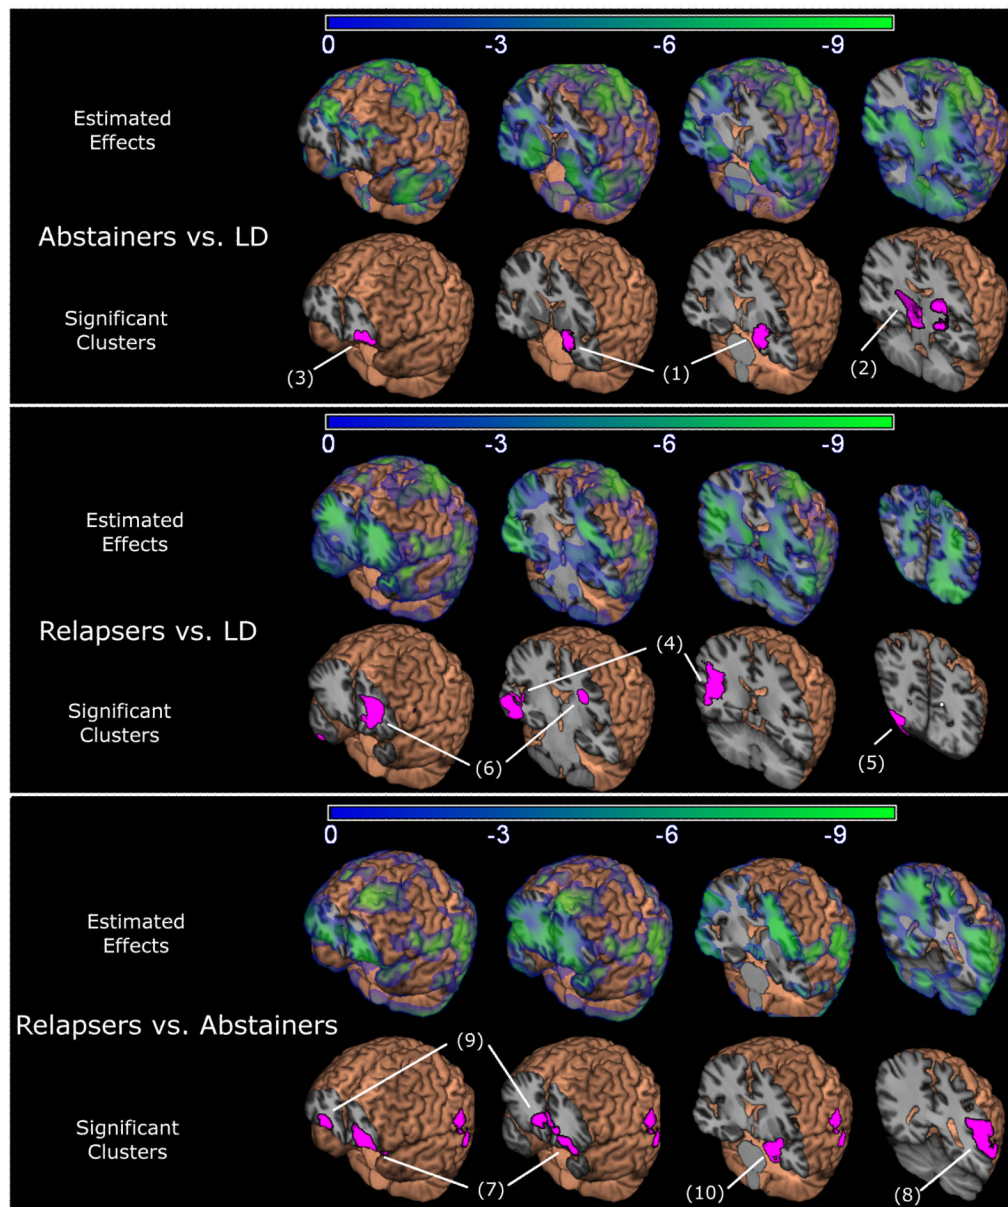 0 -3 -6 -9
Estimated
Effects
Abstainers vs. LD
Significant
Clusters
(3)
(1)
(2)
0 -3 -6 -9
Estimated
Effects
Relapsers vs. LD
(4)
Significant
Clusters
(6)
(5)
0 -3 -6 -9
Estimated
Effects
Relapsers vs. Abstainers
(9)
Significant
Clusters
(7)
(10)
(8)